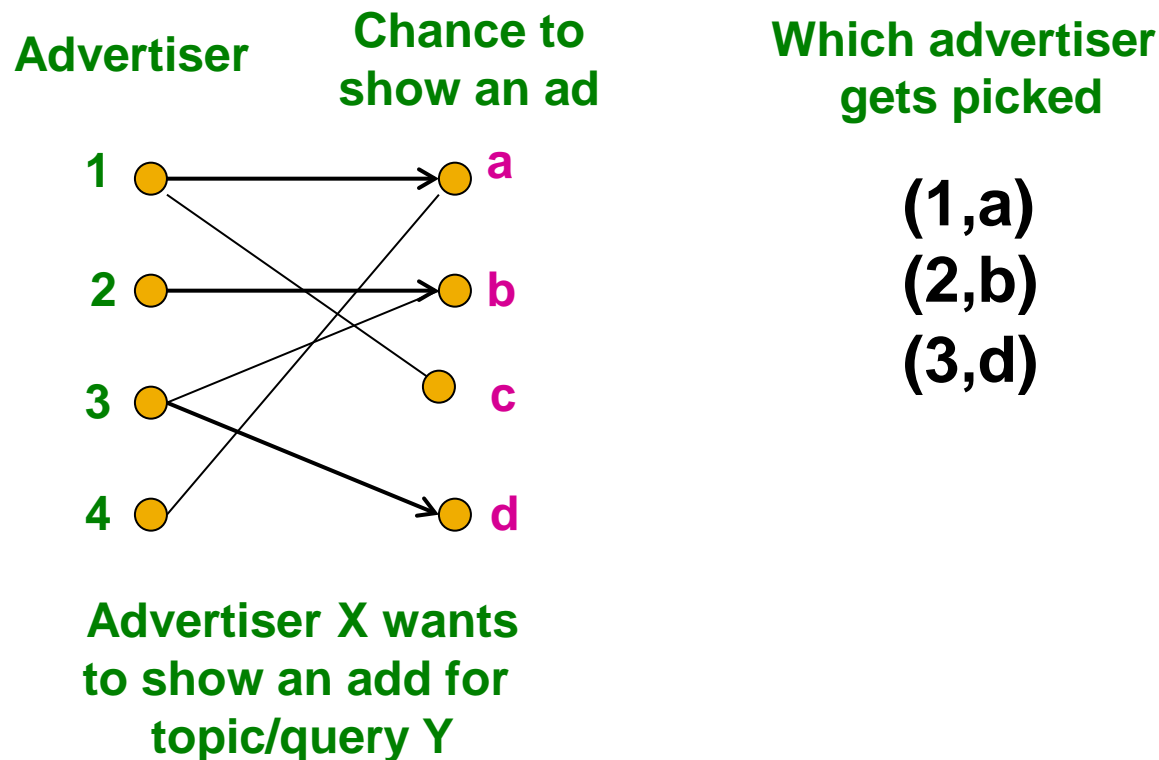 Advertiser
Chance to
show an ad
Which advertiser
gets picked
1
a
(1,a)
2
b
(2,b)
3
c
(3,d)
4
d
Advertiser X wants
to show an add for
topic/query Y